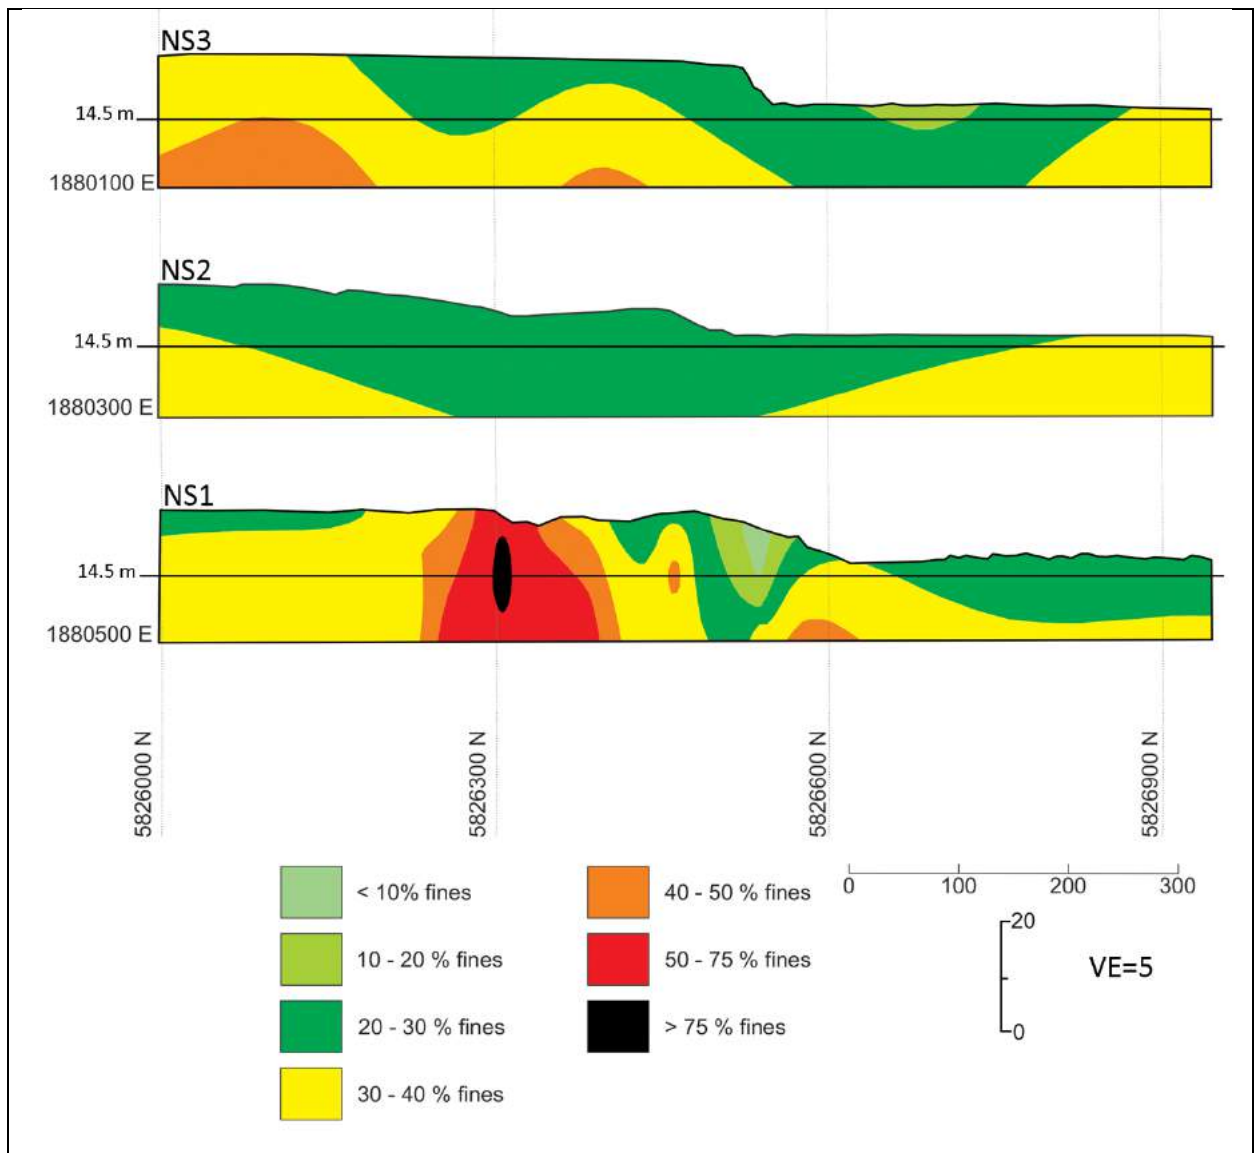 NS3
14.5 m
1880100 E
NS2
14.5 m
1880300 E
NS1
14.5 m
1880500 E
5826000 N
5826300 N
5826600 N
5826900 N
< 10% fines
10 - 20 % fines
20 - 30 % fines
30 - 40 % fines
40 - 50 % fines
50 - 75 % fines
> 75 % fines
0 100 200 300
20
0
VE=5